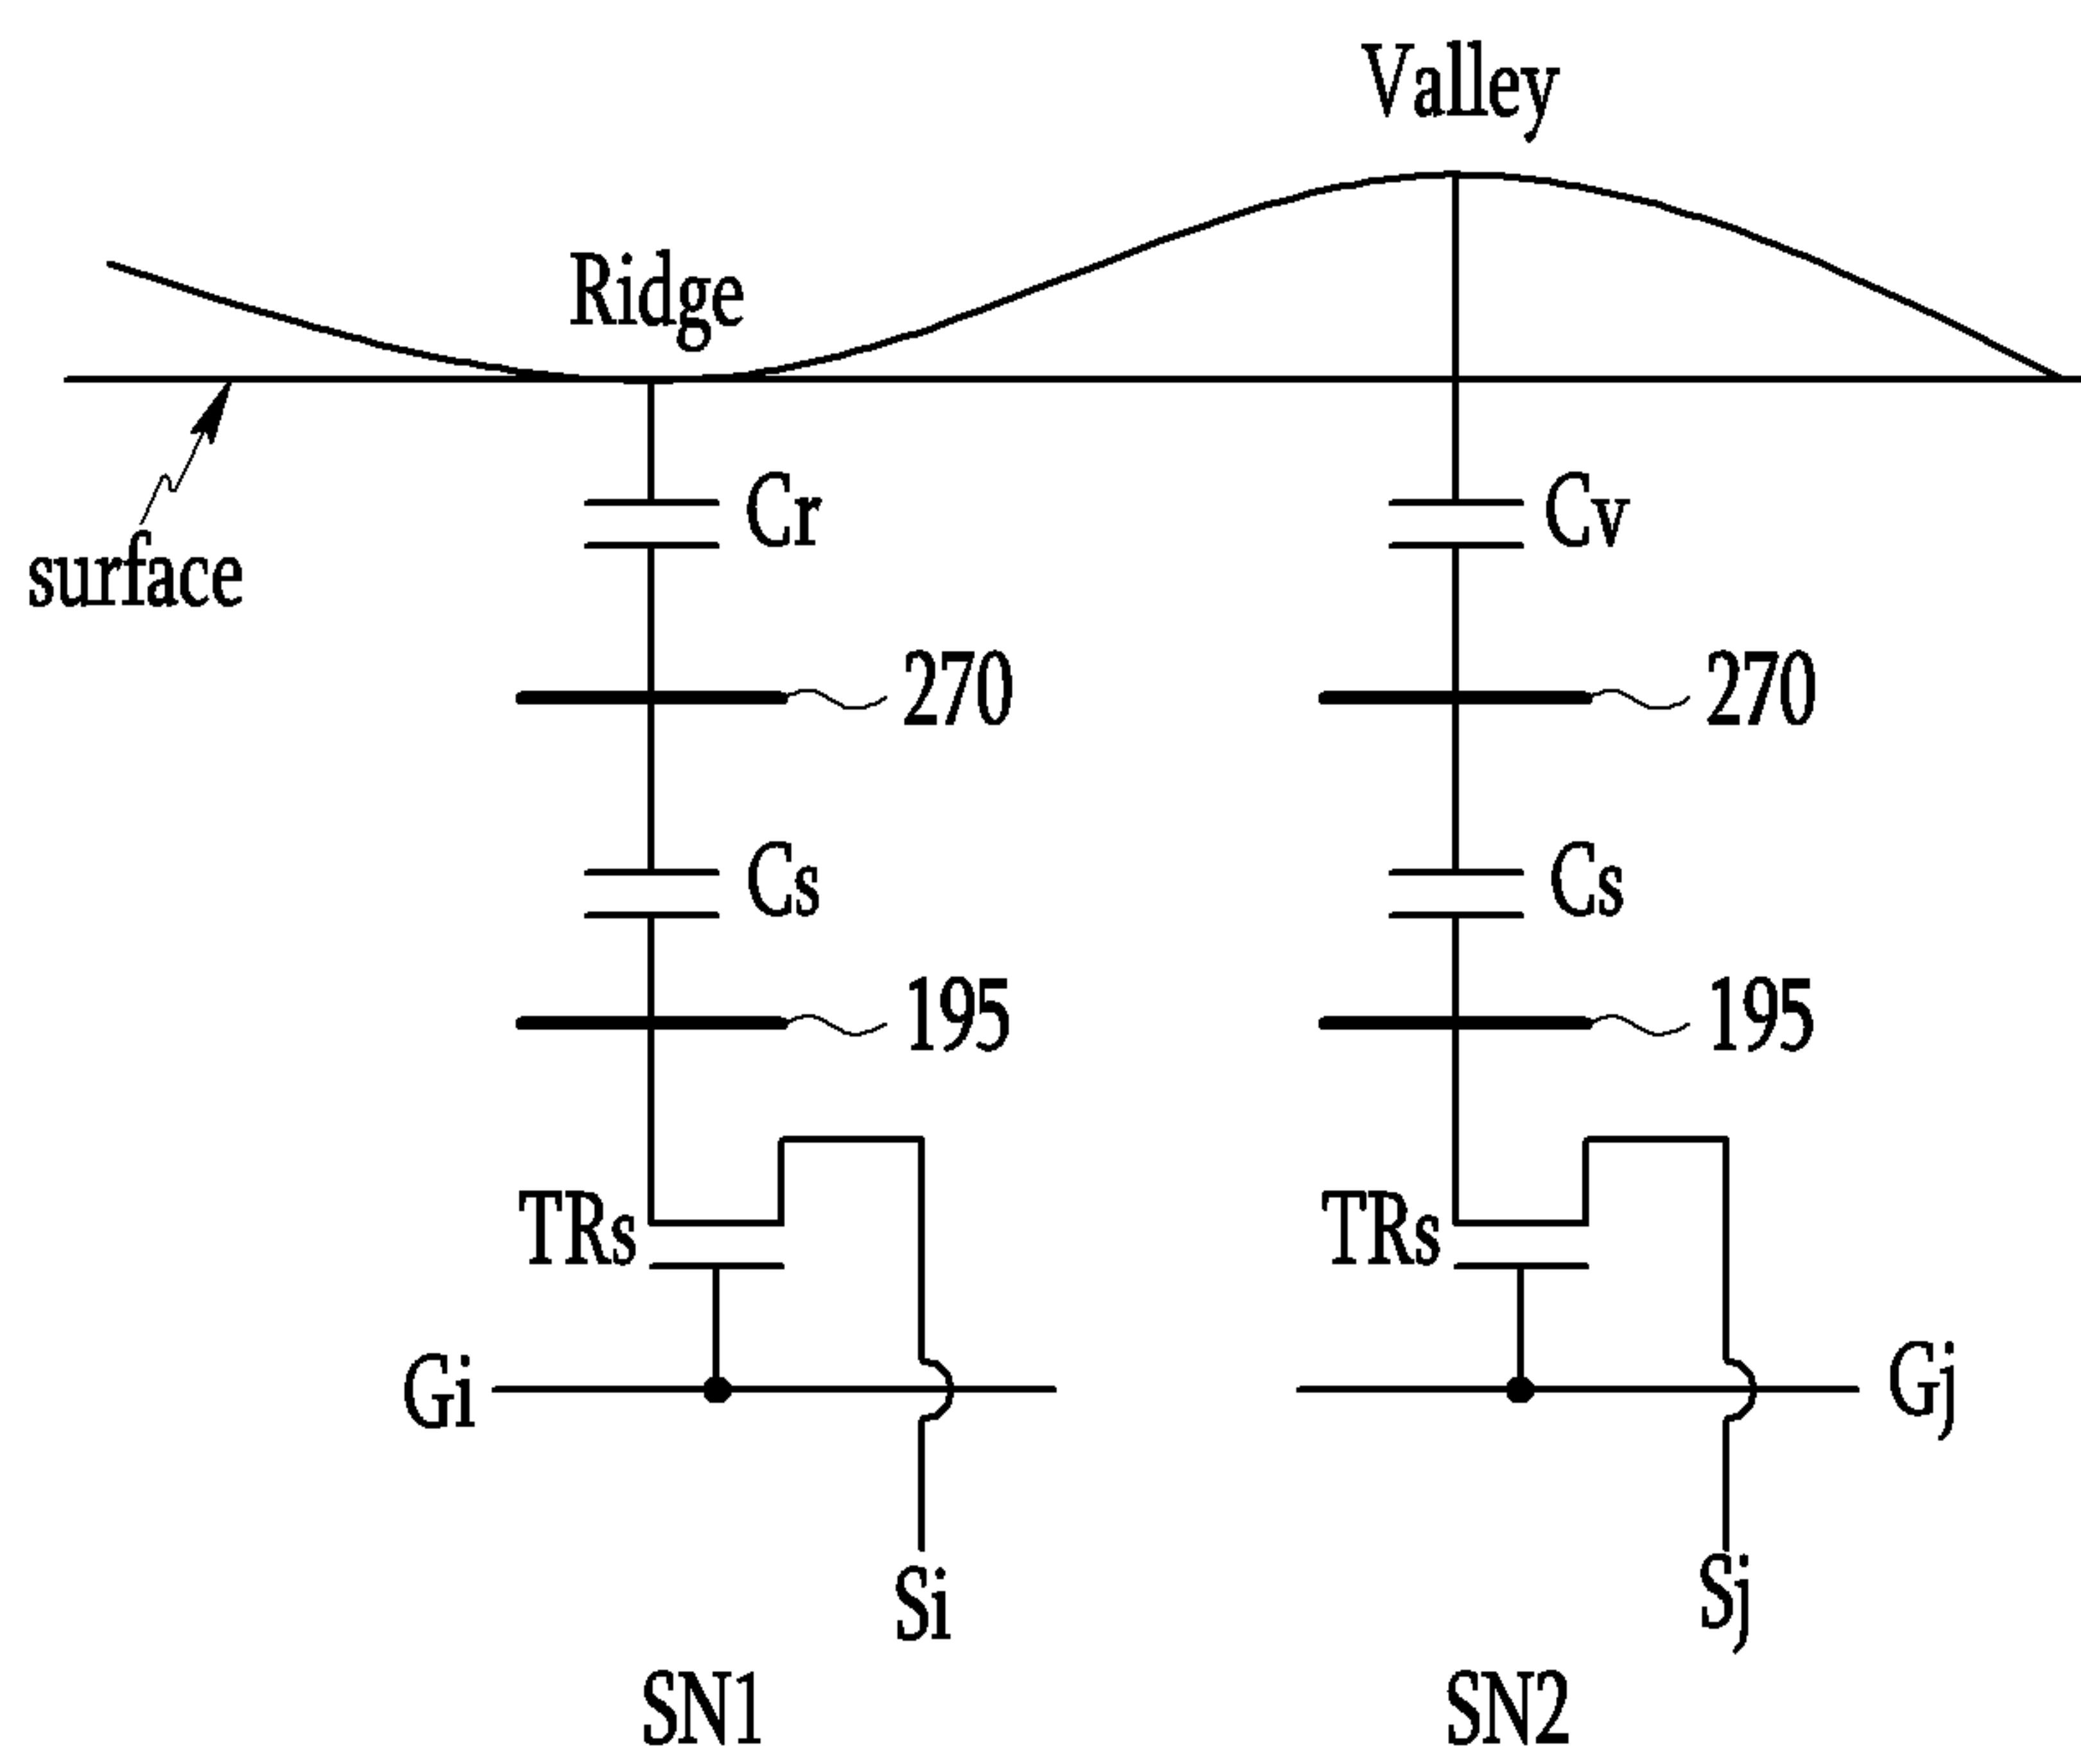 Valley
Ridge
surface
Cr
Cv
270
270
Cs
Cs
195
195
TRs
TRs
Gi
Gj
Si
Sj
SN1
SN2